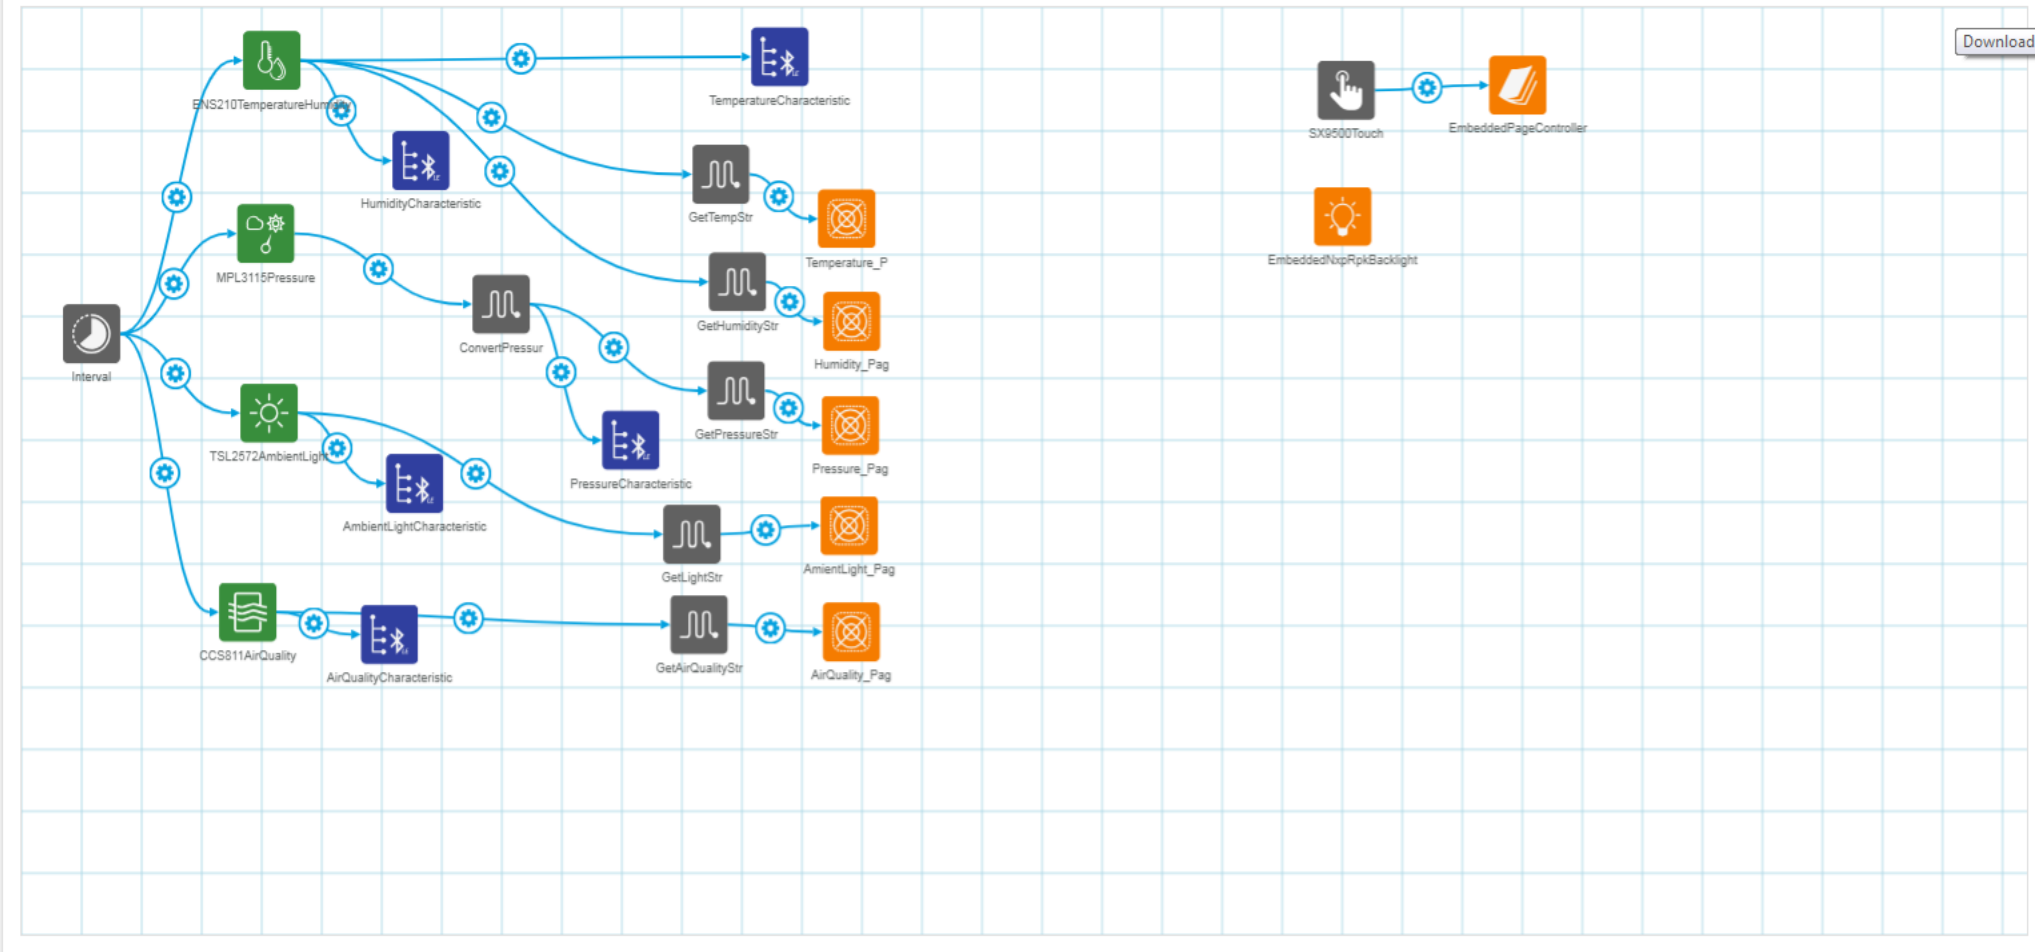 Download
TemperatureCharacteristic
ENS210TemperatureHumidity
SX9500Touch
EmbeddedPageController
HumidityCharacteristic
GetTempStr
Temperature_P
EmbeddedNxpRpkBacklight
MPL3115Pressure
GetHumidityStr
ConvertPressur
Humidity_Pag
Interval
GetPressureStr
TSL2572AmbientLight
Pressure_Pag
PressureCharacteristic
AmbientLightCharacteristic
AmientLight_Pag
GetLightStr
CCS811AirQuality
GetAirQualityStr
AirQuality_Pag
AirQualityCharacteristic